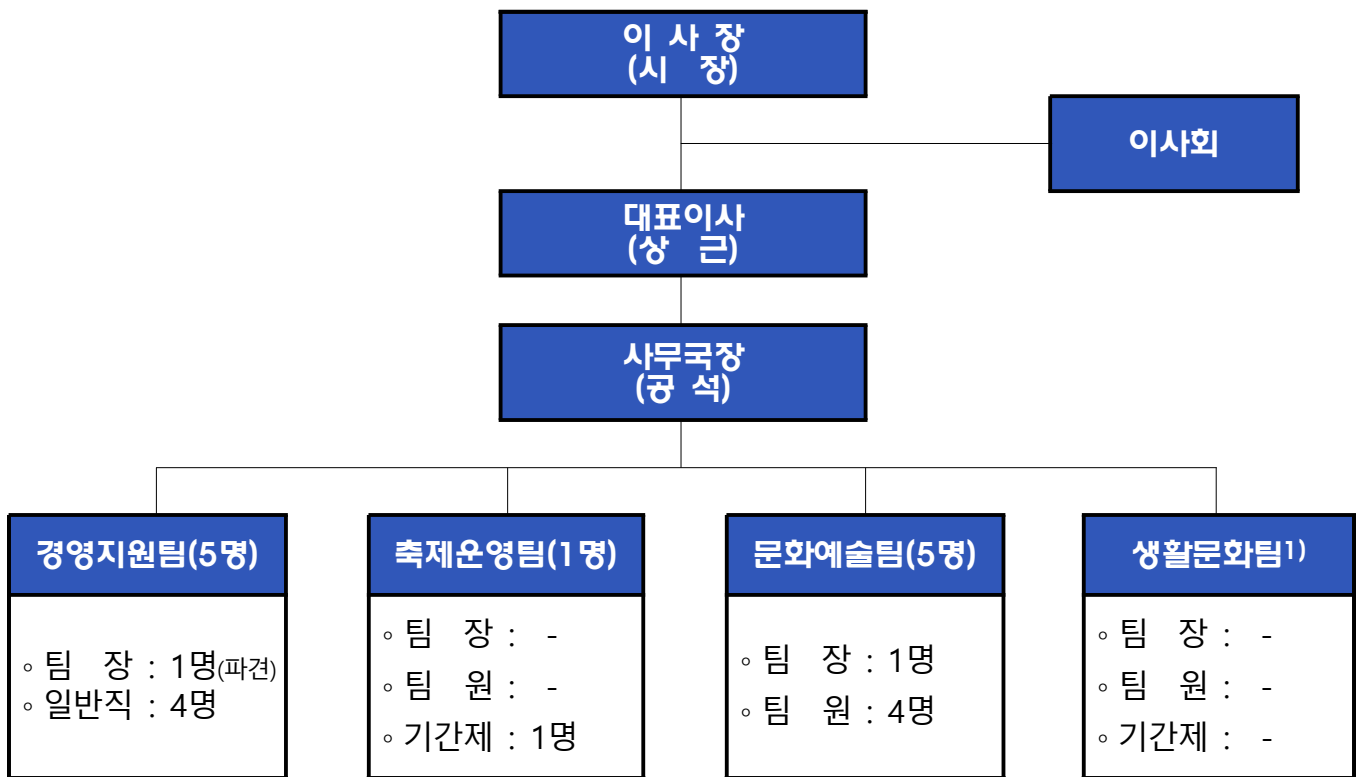 이 사 장
(시 장)
이사회
대표이사
(상 근)
사무국장
(공 석)
경영지원팀(5명)
◦ 팀 장 : 1명(파견)
◦ 일반직 : 4명
축제운영팀(1명)
◦ 팀 장 : -
◦ 팀 원 : -
◦ 기간제 : 1명
문화예술팀(5명)
◦ 팀 장 : 1명
◦ 팀 원 : 4명
생활문화팀1)
◦ 팀 장 : -
◦ 팀 원 : -
◦ 기간제 : -